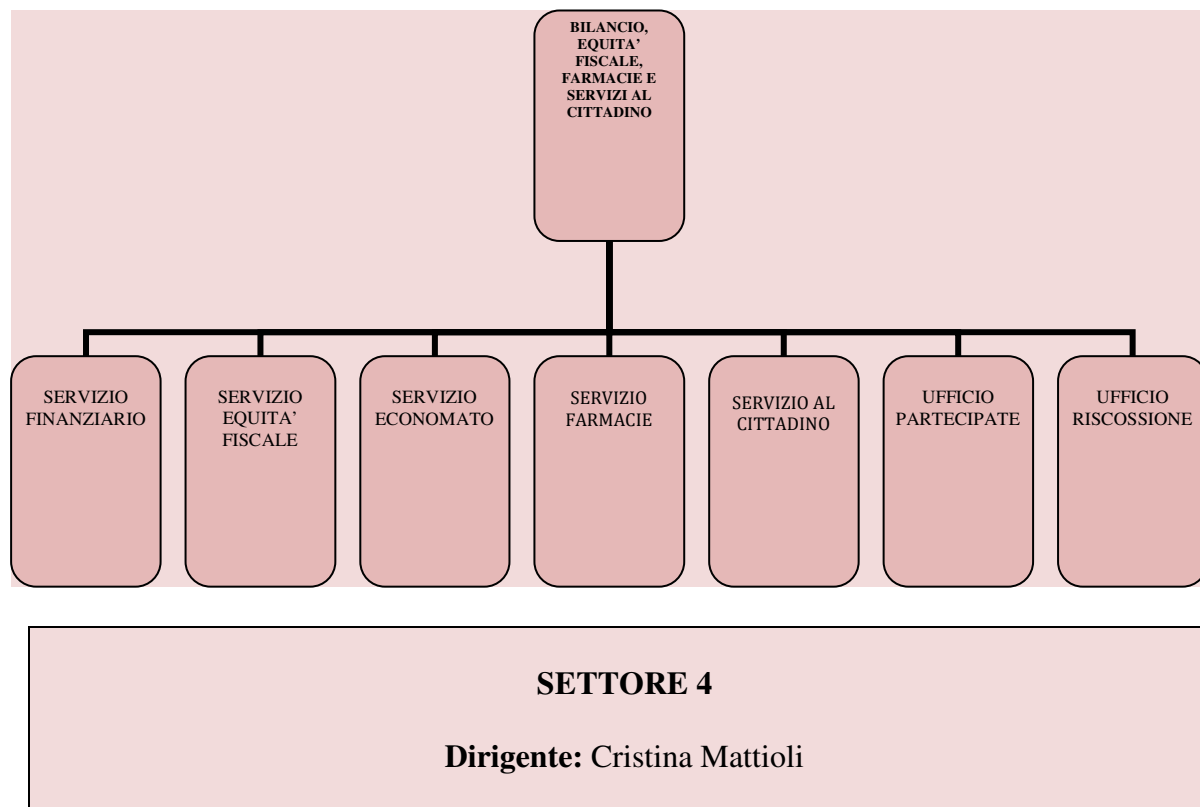 BILANCIO,
EQUITA’
FISCALE,
FARMACIE E
SERVIZI AL
CITTADINO
SERVIZIO
FINANZIARIO
SERVIZIO
EQUITA’
FISCALE
SERVIZIO
ECONOMATO
SERVIZIO
FARMACIE
SERVIZIO AL
CITTADINO
UFFICIO
PARTECIPATE
UFFICIO
RISCOSSIONE
SETTORE 4
Dirigente: Cristina Mattioli